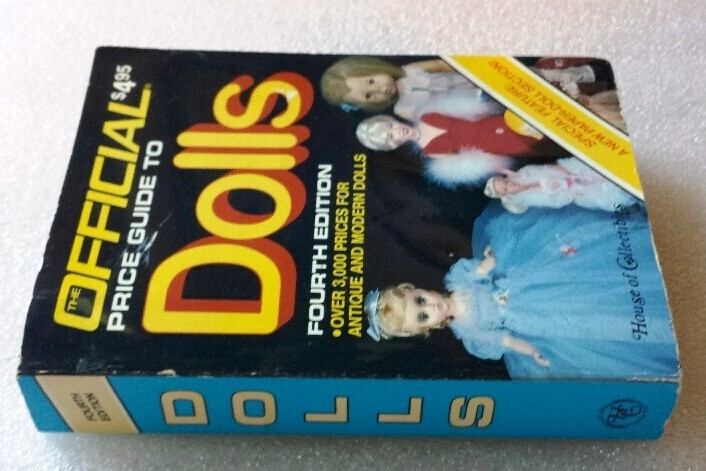 THE OFFICIAL®
$4.95
PRICE GUIDE TO
Dolls
FOURTH EDITION
•OVER 3,000 PRICES FOR
ANTIQUE AND MODERN DOLLS
SPECIAL FEATURE:
A NEW PAPER DOLL SECTION!
House of Collectibles
FOURTH
EDITION
DOLLS